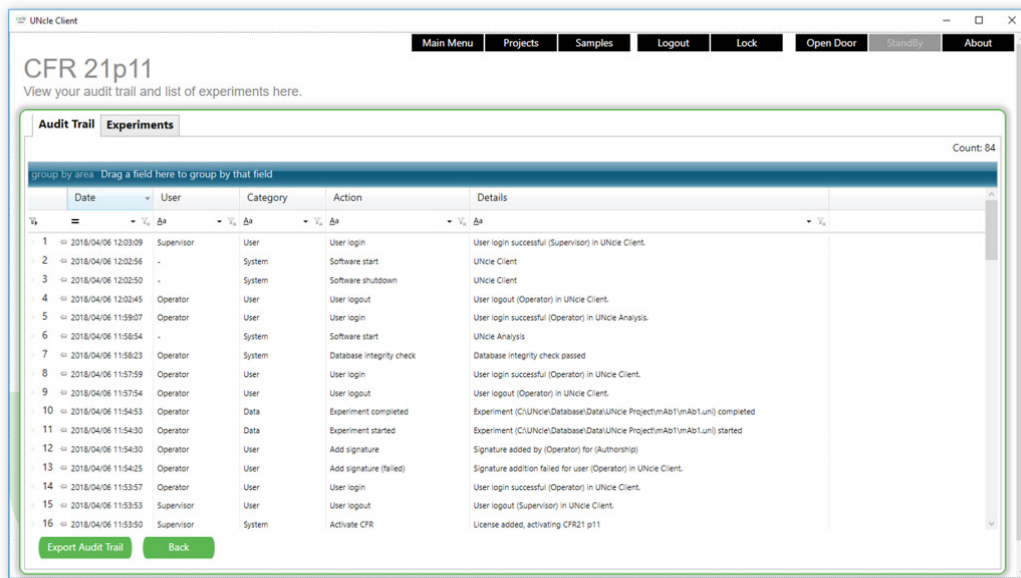 UNcle Client
Main Menu Projects Samples Logout Lock Open Door StandBy About
CFR 21p11
View your audit trail and list of experiments here.
Audit Trail Experiments
Count: 84
group by area Drag a field here to group by that field
Date User Category Action Details
= Aa Aa Aa Aa
1 2018/04/06 12:03:09 Supervisor User User login User login successful (Supervisor) in UNcle Client.
2 2018/04/06 12:02:56 - System Software start UNcle Client
3 2018/04/06 12:02:50 - System Software shutdown UNcle Client
4 2018/04/06 12:02:45 Operator User User logout User logout (Operator) in UNcle Client.
5 2018/04/06 11:59:07 Operator User User login User login successful (Operator) in UNcle Analysis.
6 2018/04/06 11:58:54 - System Software start UNcle Analysis
7 2018/04/06 11:58:23 Operator System Database integrity check Database integrity check passed
8 2018/04/06 11:57:59 Operator User User login User login successful (Operator) in UNcle Client.
9 2018/04/06 11:57:54 Operator User User logout User logout (Operator) in UNcle Client.
10 2018/04/06 11:54:53 Operator Data Experiment completed Experiment (C:\UNcle\Database\Data\UNcle Project\mAb1\mAb1.uni) completed
11 2018/04/06 11:54:30 Operator Data Experiment started Experiment (C:\UNcle\Database\Data\UNcle Project\mAb1\mAb1.uni) started
12 2018/04/06 11:54:30 Operator User Add signature Signature added by (Operator) for (Authorship)
13 2018/04/06 11:54:25 Operator User Add signature (failed) Signature addition failed for user (Operator) in UNcle Client.
14 2018/04/06 11:53:57 Operator User User login User login successful (Operator) in UNcle Client.
15 2018/04/06 11:53:53 Supervisor User User logout User logout (Supervisor) in UNcle Client.
16 2018/04/06 11:53:50 Supervisor System Activate CFR License added, activating CFR21 p11
Export Audit Trail Back